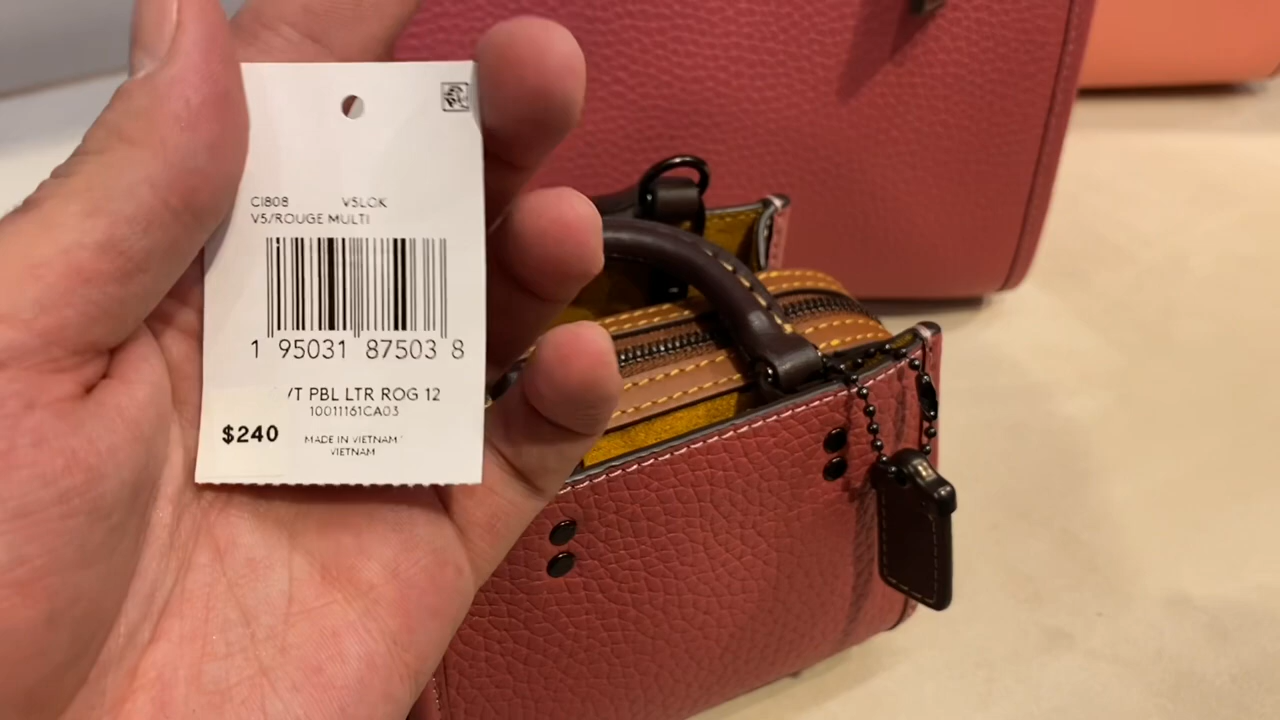 CI808 V5LOK
V5/ROUGE MULTI
1 95031 87503 8
/T PBL LTR ROG 12
10011161CA03
$240
MADE IN VIETNAM
VIETNAM